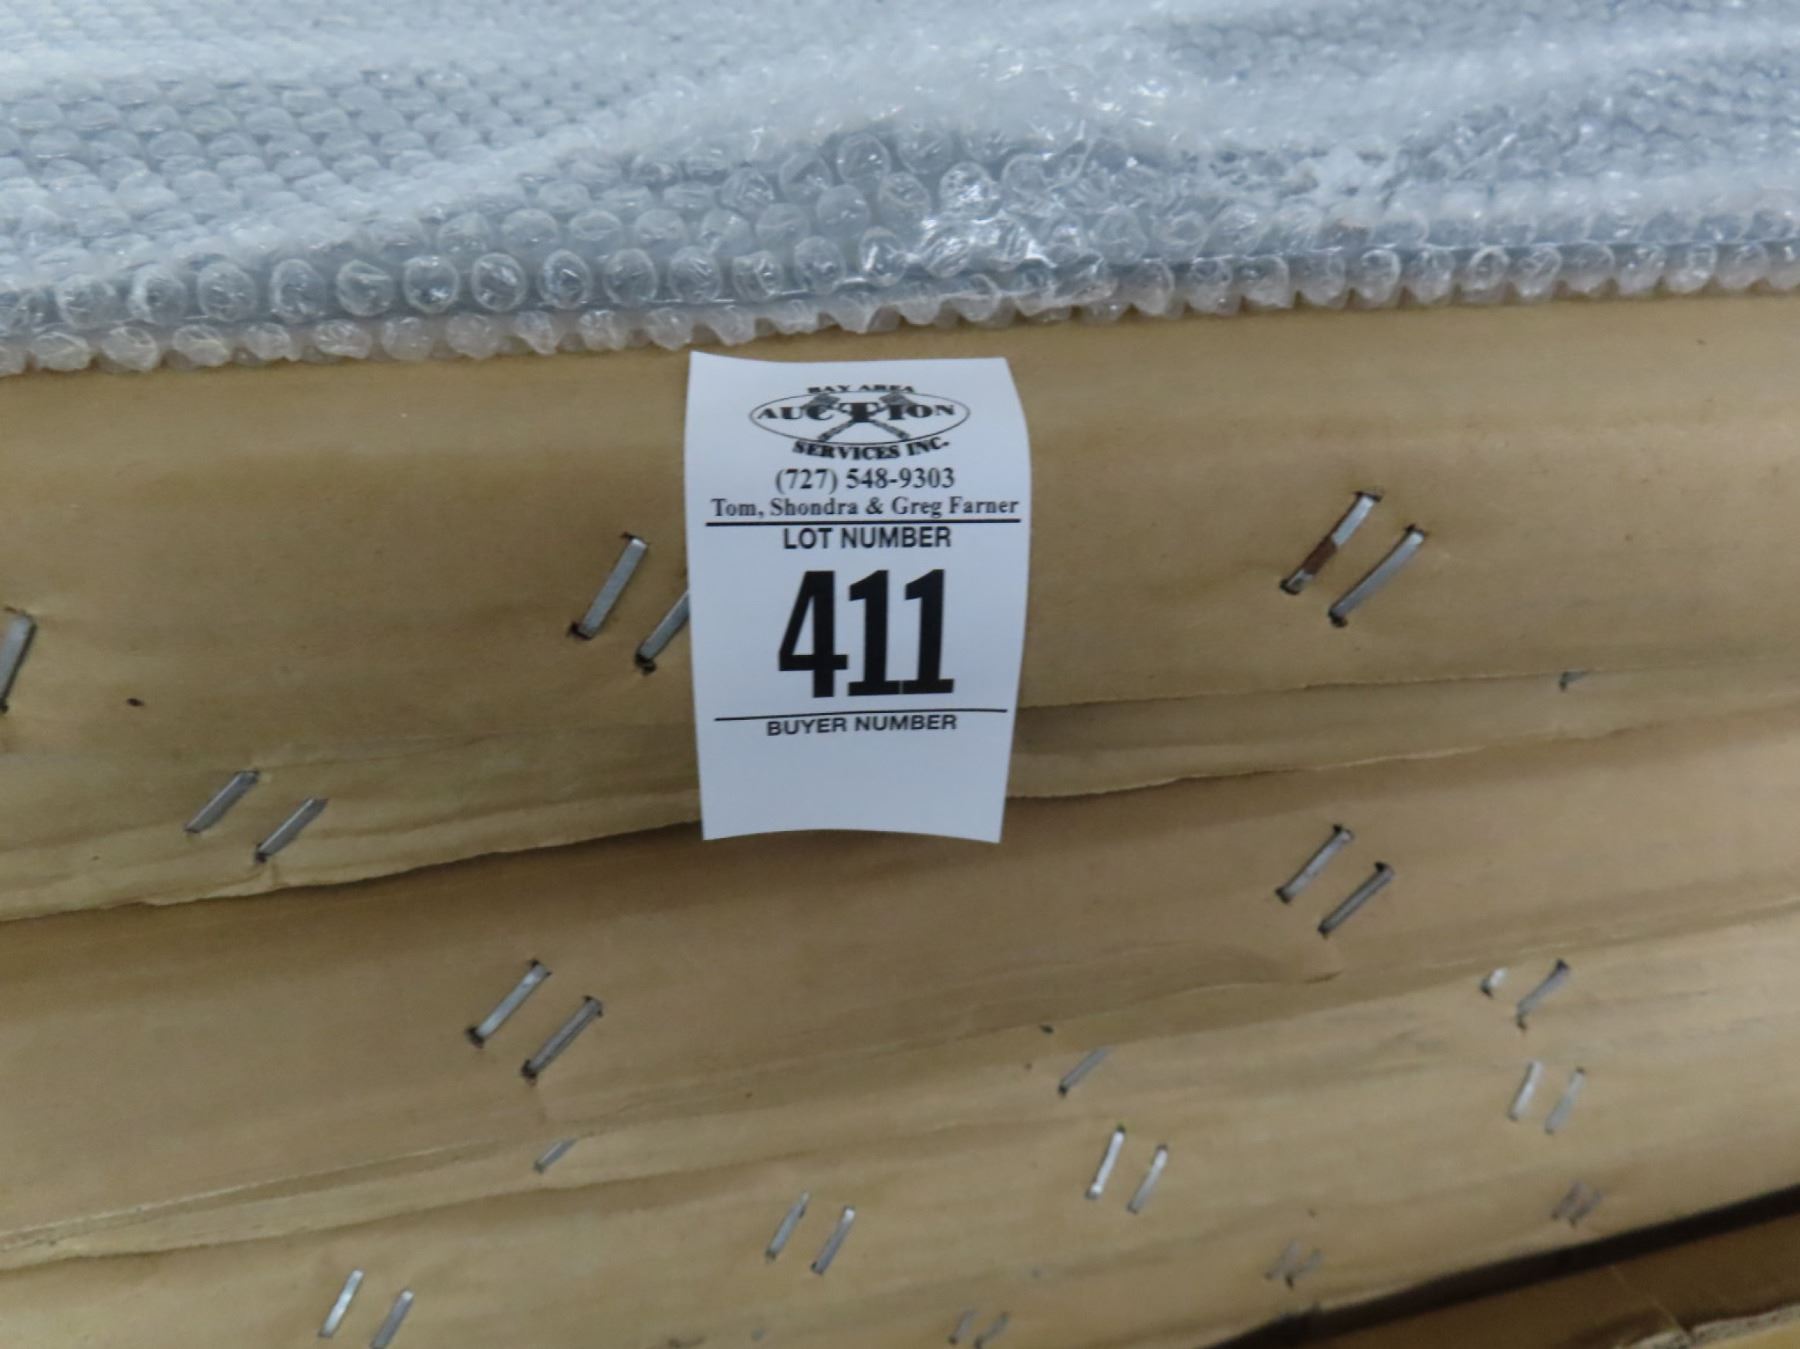 BAY AREA
AUCTION
SERVICES INC.
(727) 548-9303
Tom, Shondra & Greg Farner
LOT NUMBER
411
BUYER NUMBER